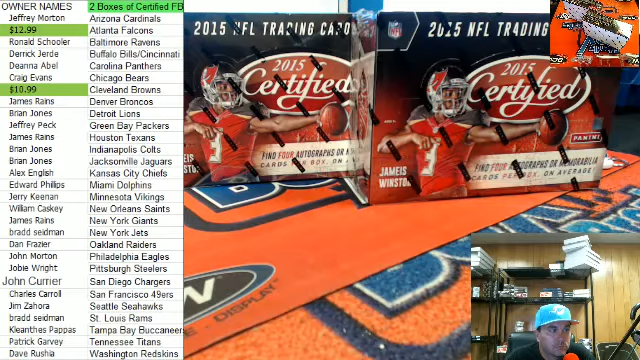 OWNER NAMES 2 Boxes of Certified FB
Jeffrey Morton Arizona Cardinals
$12.99 Atlanta Falcons
Ronald Schooler Baltimore Ravens
Derrick Jerde Buffalo Bills/Cincinnati
Deanna Abel Carolina Panthers
Craig Evans Chicago Bears
$10.99 Cleveland Browns
James Rains Denver Broncos
Brian Jones Detroit Lions
Jeffrey Peck Green Bay Packers
James Rains Houston Texans
Brian Jones Indianapolis Colts
Brian Jones Jacksonville Jaguars
Alex English Kansas City Chiefs
Edward Philips Miami Dolphins
Jerry Keenan Minnesota Vikings
William Caskey New Orleans Saints
James Rains New York Giants
bradd seidman New York Jets
Dan Frazier Oakland Raiders
John Morton Philadelphia Eagles
Jobie Wright Pittsburgh Steelers
John Currier San Diego Chargers
Charles Carroll San Francisco 49ers
Jim Zahora Seattle Seahawks
bradd seidman St. Louis Rams
Kleanthes Pappas Tampa Bay Buccaneers
Patrick Garvey Tennessee Titans
Dave Rushia Washington Redskins
2015 NFL TRADING CARD
2015
Certified
FIND FOUR AUTOGRAPHS OR
CARDS PER BOX, ON
2015 NFL TRADING
2015
Certified
PANINI
JAMEIS
WINSTON
FIND FOUR AUTOGRAPHS OR MEMORABILIA
CARDS PER BOX, ON AVERAGE!
DISPLAY